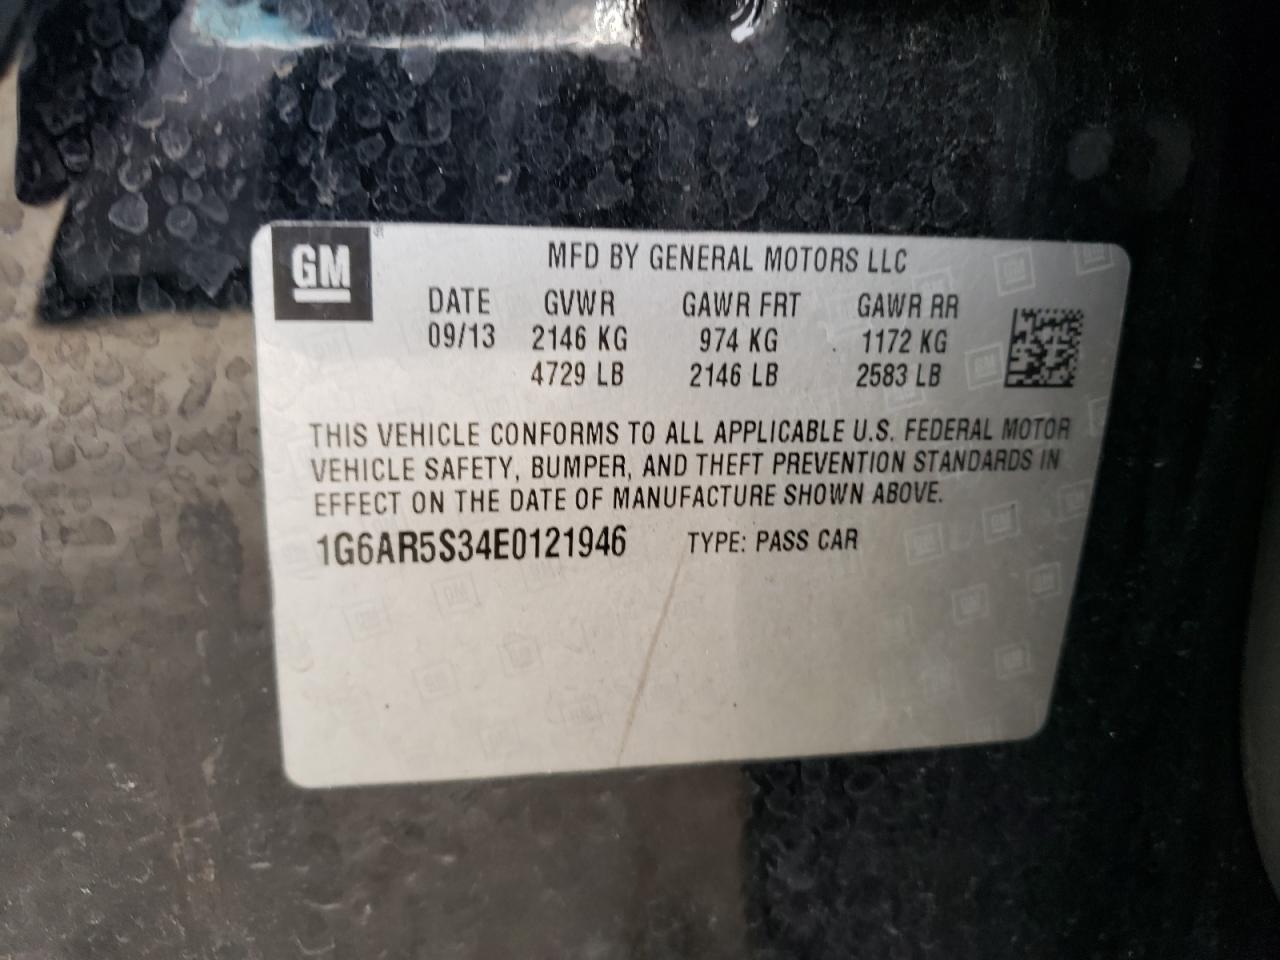 GM
MFD BY GENERAL MOTORS LLC
DATE GVWR GAWR FRT GAWR RR
09/13 2146 KG 974 KG 1172 KG
4729 LB 2146 LB 2583 LB
THIS VEHICLE CONFORMS TO ALL APPLICABLE U.S. FEDERAL MOTOR
VEHICLE SAFETY, BUMPER, AND THEFT PREVENTION STANDARDS IN
EFFECT ON THE DATE OF MANUFACTURE SHOWN ABOVE.
1G6AR5S34E0121946 TYPE: PASS CAR